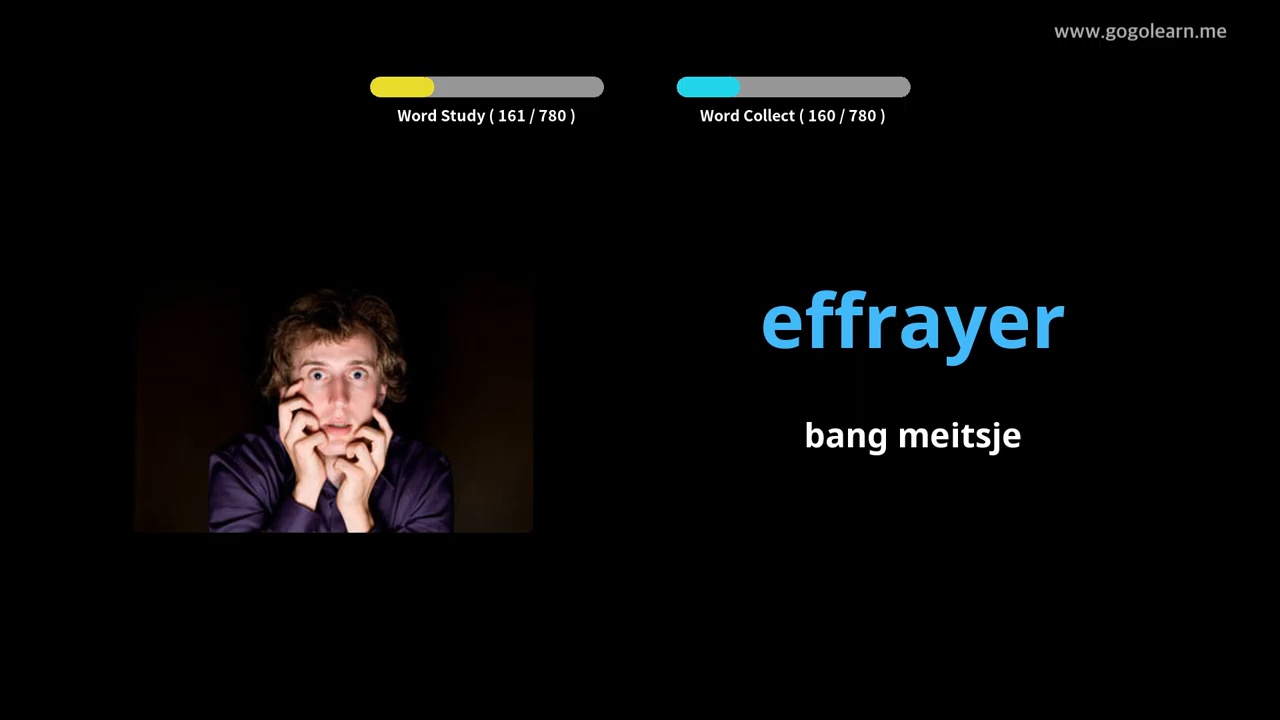 www.gogolearn.me
Word Study ( 161 / 780 )
Word Collect ( 160 / 780 )
effrayer
bang meitsje